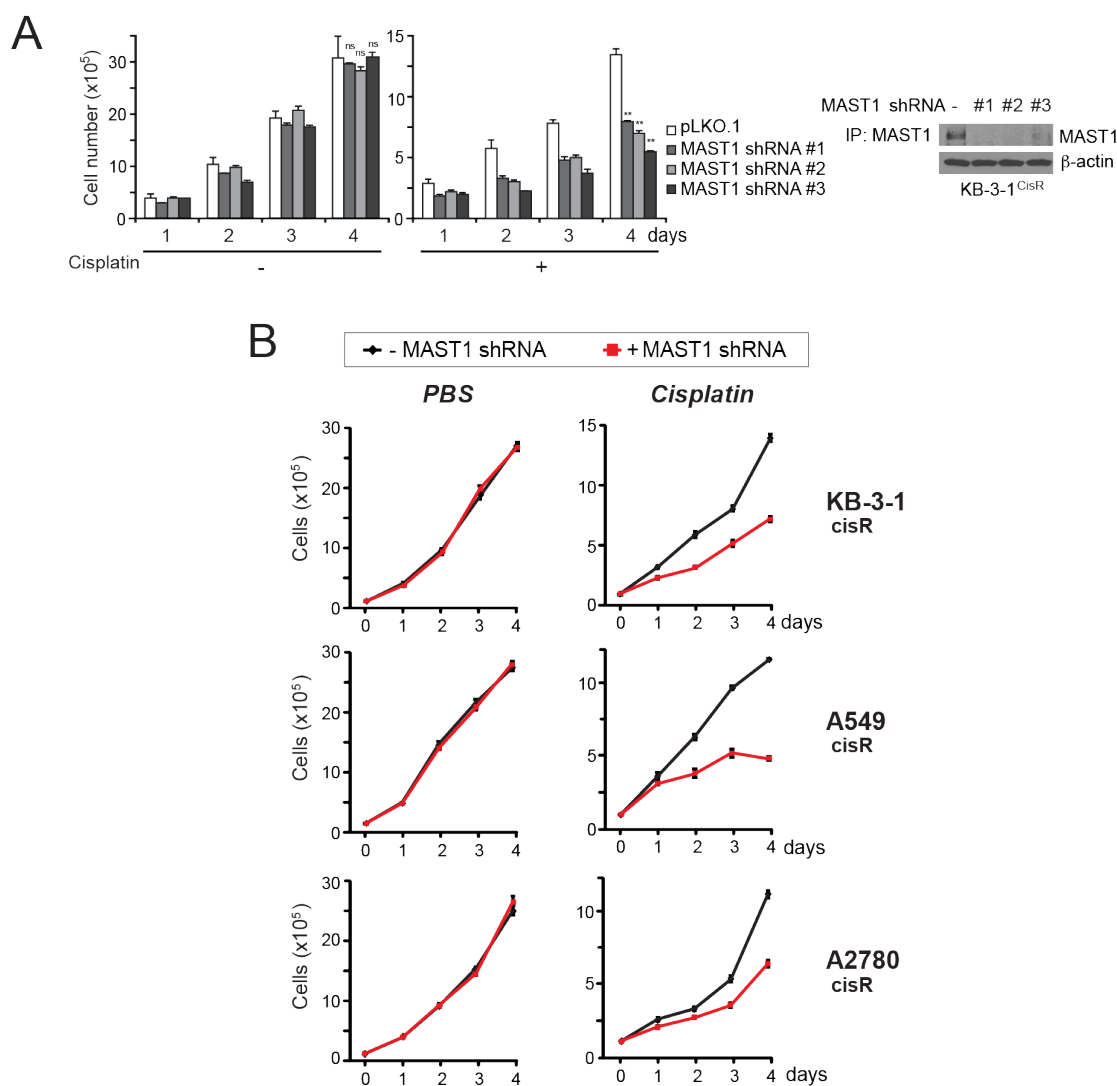 A
Cell number (x10⁵)
30
20
10
0
ns
ns
ns
1 2 3 4
15
10
5
0
**
**
**
1 2 3 4 days
Cisplatin - +
pLKO.1
MAST1 shRNA #1
MAST1 shRNA #2
MAST1 shRNA #3
MAST1 shRNA - #1 #2 #3
IP: MAST1 MAST1
β-actin
KB-3-1CisR
B
- MAST1 shRNA + MAST1 shRNA
PBS Cisplatin
Cells (x10⁵)
30
20
10
0
0 1 2 3 4
15
10
5
0
0 1 2 3 4 days
KB-3-1
cisR
Cells (x10⁵)
30
20
10
0
0 1 2 3 4
10
5
0
0 1 2 3 4 days
A549
cisR
Cells (x10⁵)
30
20
10
0
0 1 2 3 4
10
5
0
0 1 2 3 4 days
A2780
cisR